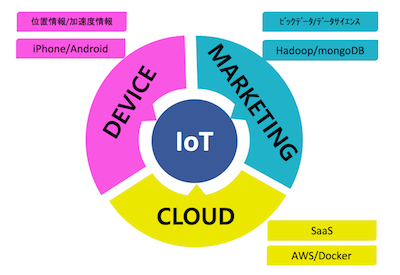 位置情報/加速度情報
iPhone/Android
ﾋﾞｯｸﾃﾞｰﾀ/ﾃﾞｰﾀｻｲｴﾝｽ
Hadoop/mongoDB
DEVICE
MARKETING
IoT
CLOUD
SaaS
AWS/Docker